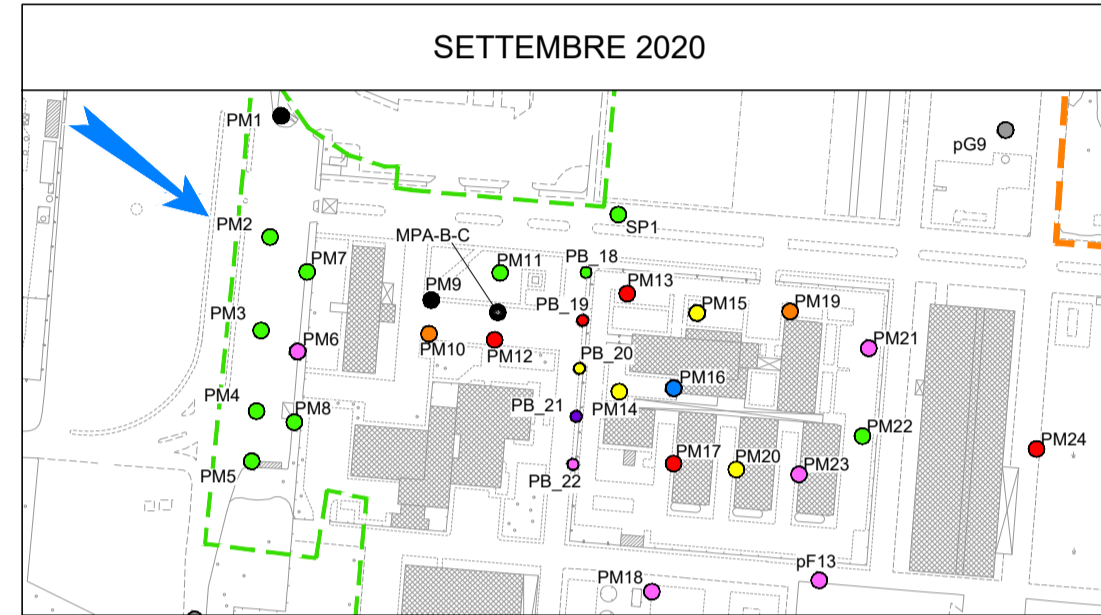 SETTEMBRE 2020
PM1
pG9
PM2
SP1
MPA-B-C
PM7
PM11
PB_18
PM9
PM13
PB_19
PM15
PM19
PM3
PM6
PM10
PM12
PM21
PB_20
PM16
PM4
PM8
PB_21
PM14
PM22
PM24
PM5
PB_22
PM17
PM20
PM23
PM18
pF13